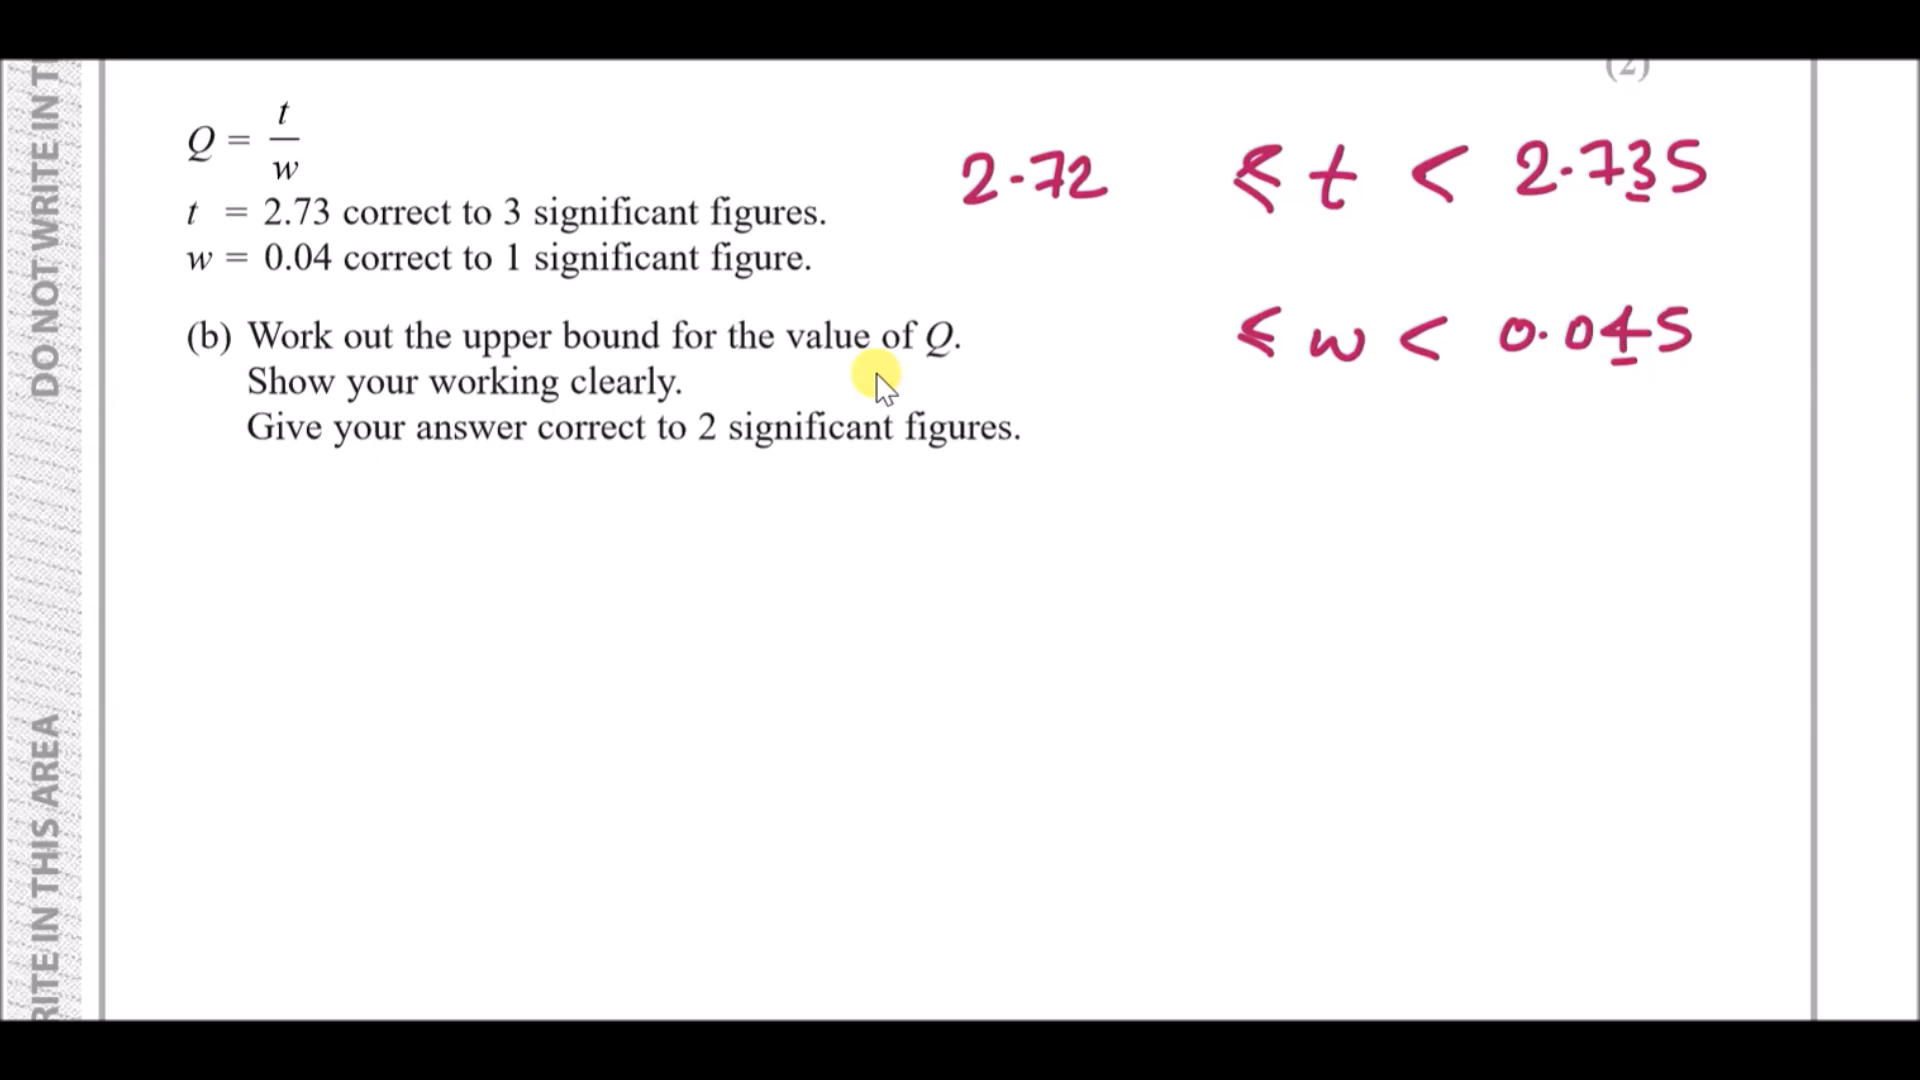 (2)
Q = t/w
t = 2.73 correct to 3 significant figures.
w = 0.04 correct to 1 significant figure.
2.72 ≤ t < 2.735
≤ w < 0.045
(b) Work out the upper bound for the value of Q.
Show your working clearly.
Give your answer correct to 2 significant figures.
DO NOT WRITE IN T
RITE IN THIS AREA